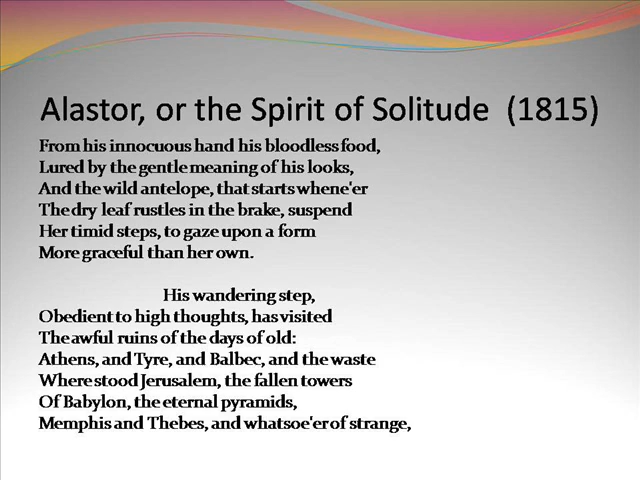 Alastor, or the Spirit of Solitude (1815)
From his innocuous hand his bloodless food,
Lured by the gentle meaning of his looks,
And the wild antelope, that starts whene'er
The dry leaf rustles in the brake, suspend
Her timid steps, to gaze upon a form
More graceful than her own.
His wandering step,
Obedient to high thoughts, has visited
The awful ruins of the days of old:
Athens, and Tyre, and Balbec, and the waste
Where stood Jerusalem, the fallen towers
Of Babylon, the eternal pyramids,
Memphis and Thebes, and whatsoe'er of strange,